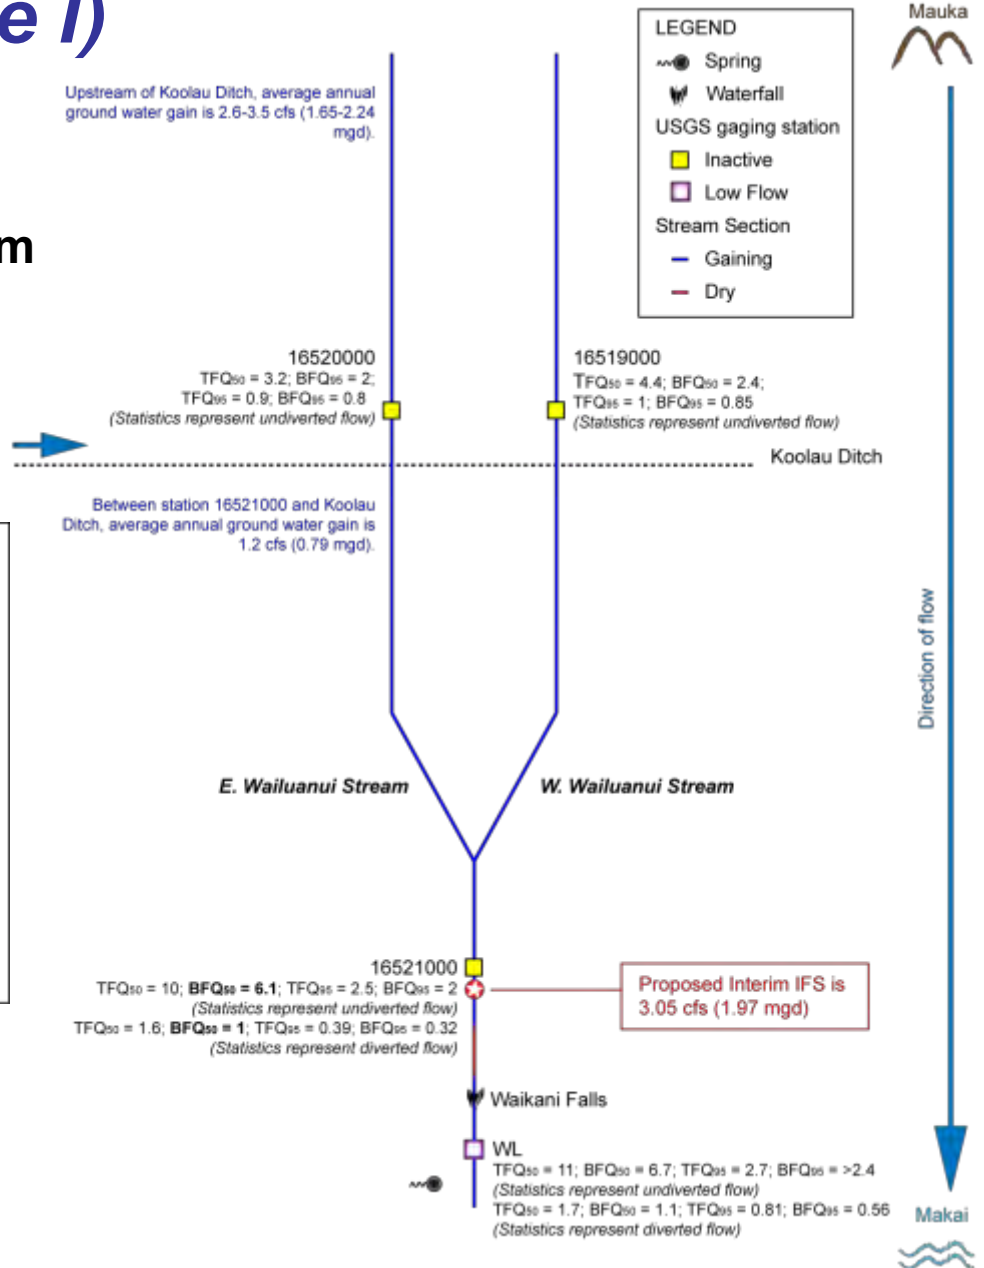 e I)
Mauka
LEGEND
Spring
Waterfall
USGS gaging station
Inactive
Low Flow
Stream Section
Gaining
Dry
Upstream of Koolau Ditch, average annual
ground water gain is 2.6-3.5 cfs (1.65-2.24
mgd).
m
16520000
TFQ50 = 3.2; BFQ95 = 2;
TFQ95 = 0.9; BFQ95 = 0.8
(Statistics represent undiverted flow)
16519000
TFQ50 = 4.4; BFQ50 = 2.4;
TFQ95 = 1; BFQ95 = 0.85
(Statistics represent undiverted flow)
Koolau Ditch
Between station 16521000 and Koolau
Ditch, average annual ground water gain is
1.2 cfs (0.79 mgd).
Direction of flow
E. Wailuanui Stream
W. Wailuanui Stream
16521000
TFQ50 = 10; BFQ50 = 6.1; TFQ95 = 2.5; BFQ95 = 2
(Statistics represent undiverted flow)
TFQ50 = 1.6; BFQ50 = 1; TFQ95 = 0.39; BFQ95 = 0.32
(Statistics represent diverted flow)
Proposed Interim IFS is
3.05 cfs (1.97 mgd)
Waikani Falls
WL
TFQ50 = 11; BFQ50 = 6.7; TFQ95 = 2.7; BFQ95 = >2.4
(Statistics represent undiverted flow)
TFQ50 = 1.7; BFQ50 = 1.1; TFQ95 = 0.81; BFQ95 = 0.56
(Statistics represent diverted flow)
Makai